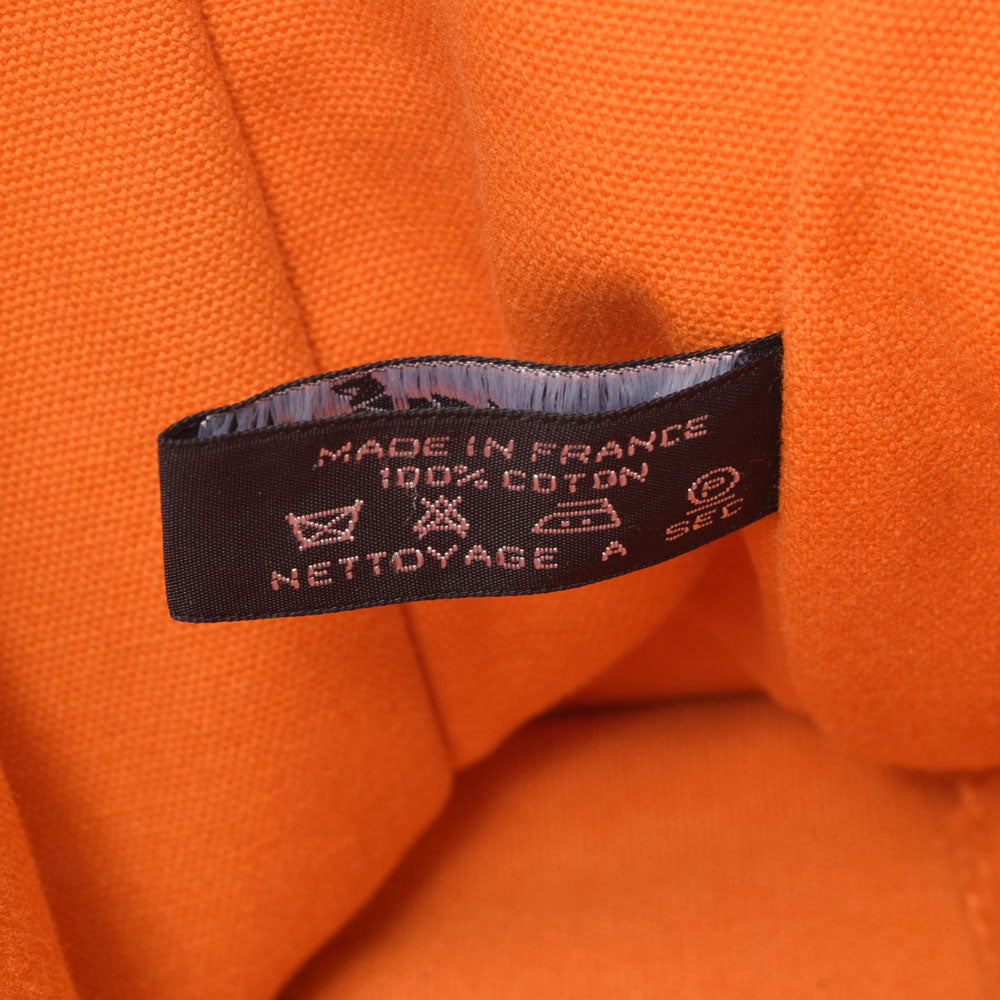 MADE IN FRANCE
100% COTON
P
NETTOYAGE A SEC